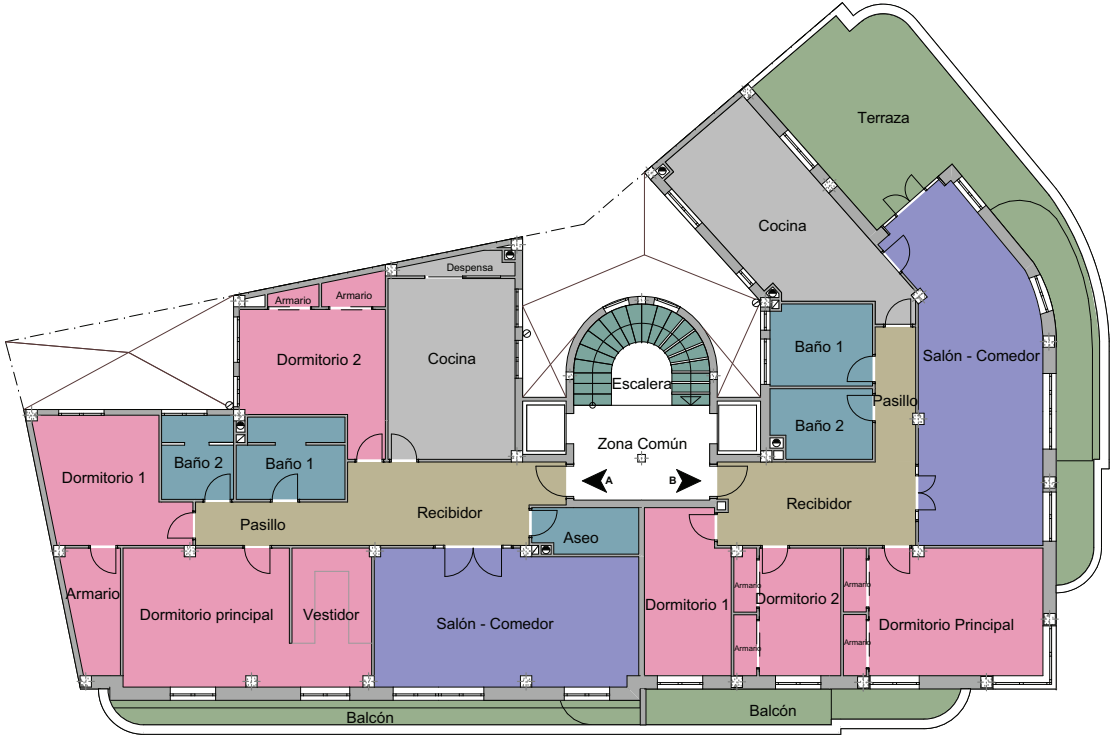 Terraza
Cocina
Despensa
Armario
Armario
Dormitorio 2
Cocina
Escalera
Baño 1
Salón - Comedor
Pasillo
Baño 2
Zona Común
A
B
Dormitorio 1
Baño 2
Baño 1
Pasillo
Recibidor
Aseo
Recibidor
Armario
Dormitorio principal
Vestidor
Salón - Comedor
Dormitorio 1
Armario
Armario
Dormitorio 2
Armario
Armario
Dormitorio Principal
Balcón
Balcón